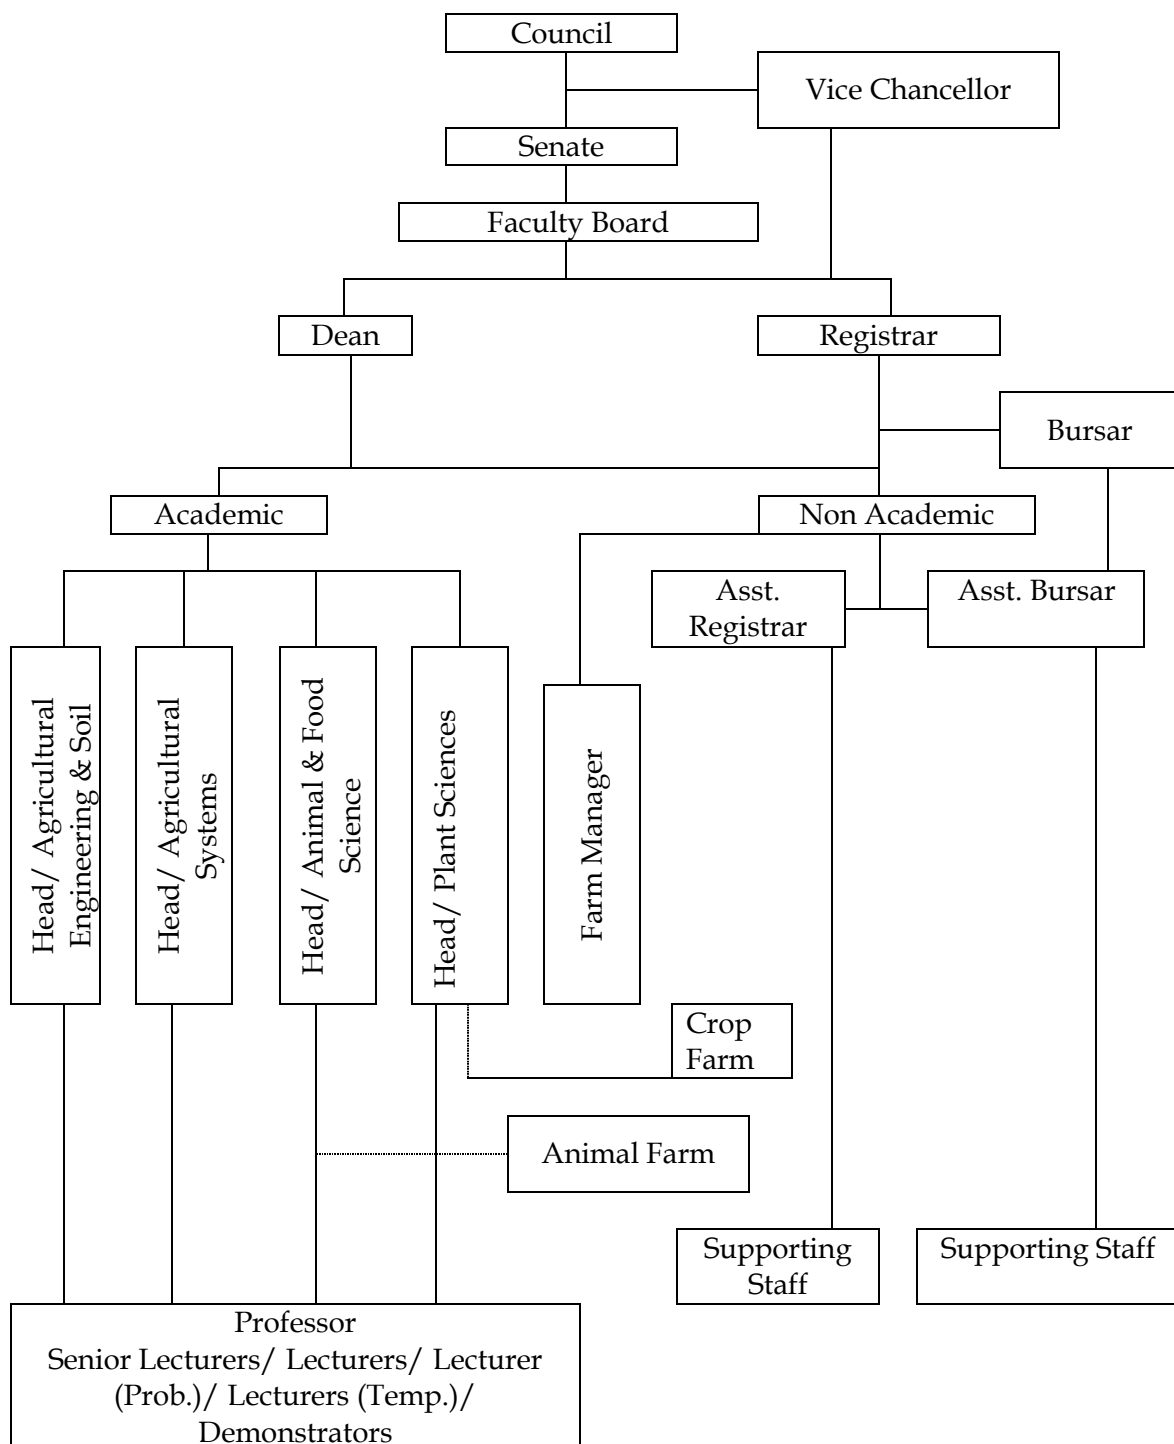 Council
Vice Chancellor
Senate
Faculty Board
Dean
Registrar
Bursar
Academic
Non Academic
Asst.
Registrar
Asst. Bursar
Head/ Agricultural
Engineering & Soil
Head/ Agricultural
Systems
Head/ Animal & Food
Science
Head/ Plant Sciences
Farm Manager
Crop
Farm
Animal Farm
Supporting
Staff
Supporting Staff
Professor
Senior Lecturers/ Lecturers/ Lecturer
(Prob.)/ Lecturers (Temp.)/
Demonstrators